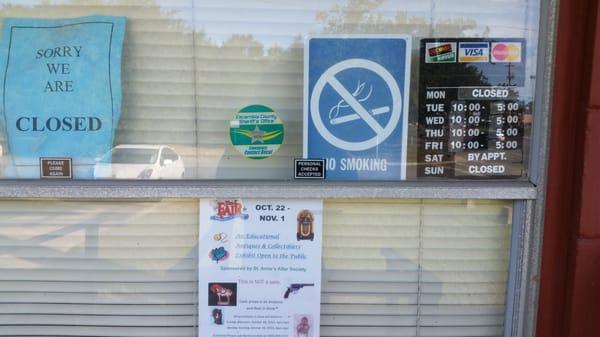 SORRY
WE
ARE
CLOSED
PLEASE
COME
AGAIN
Escambia County
Sheriff's Office
NO SMOKING
PERSONAL
CHECKS
ACCEPTED
VISA
MON CLOSED
TUE 10:00 - 5:00
WED 10:00 - 5:00
THU 10:00 - 5:00
FRI 10:00 - 5:00
SAT BY APPT.
SUN CLOSED
FAIR
OCT. 22 -
NOV. 1
An Educational
Antiques & Collectibles
Exhibit Open to the Public
Sponsored by St. Anne's Altar Society
This is NOT a sale.